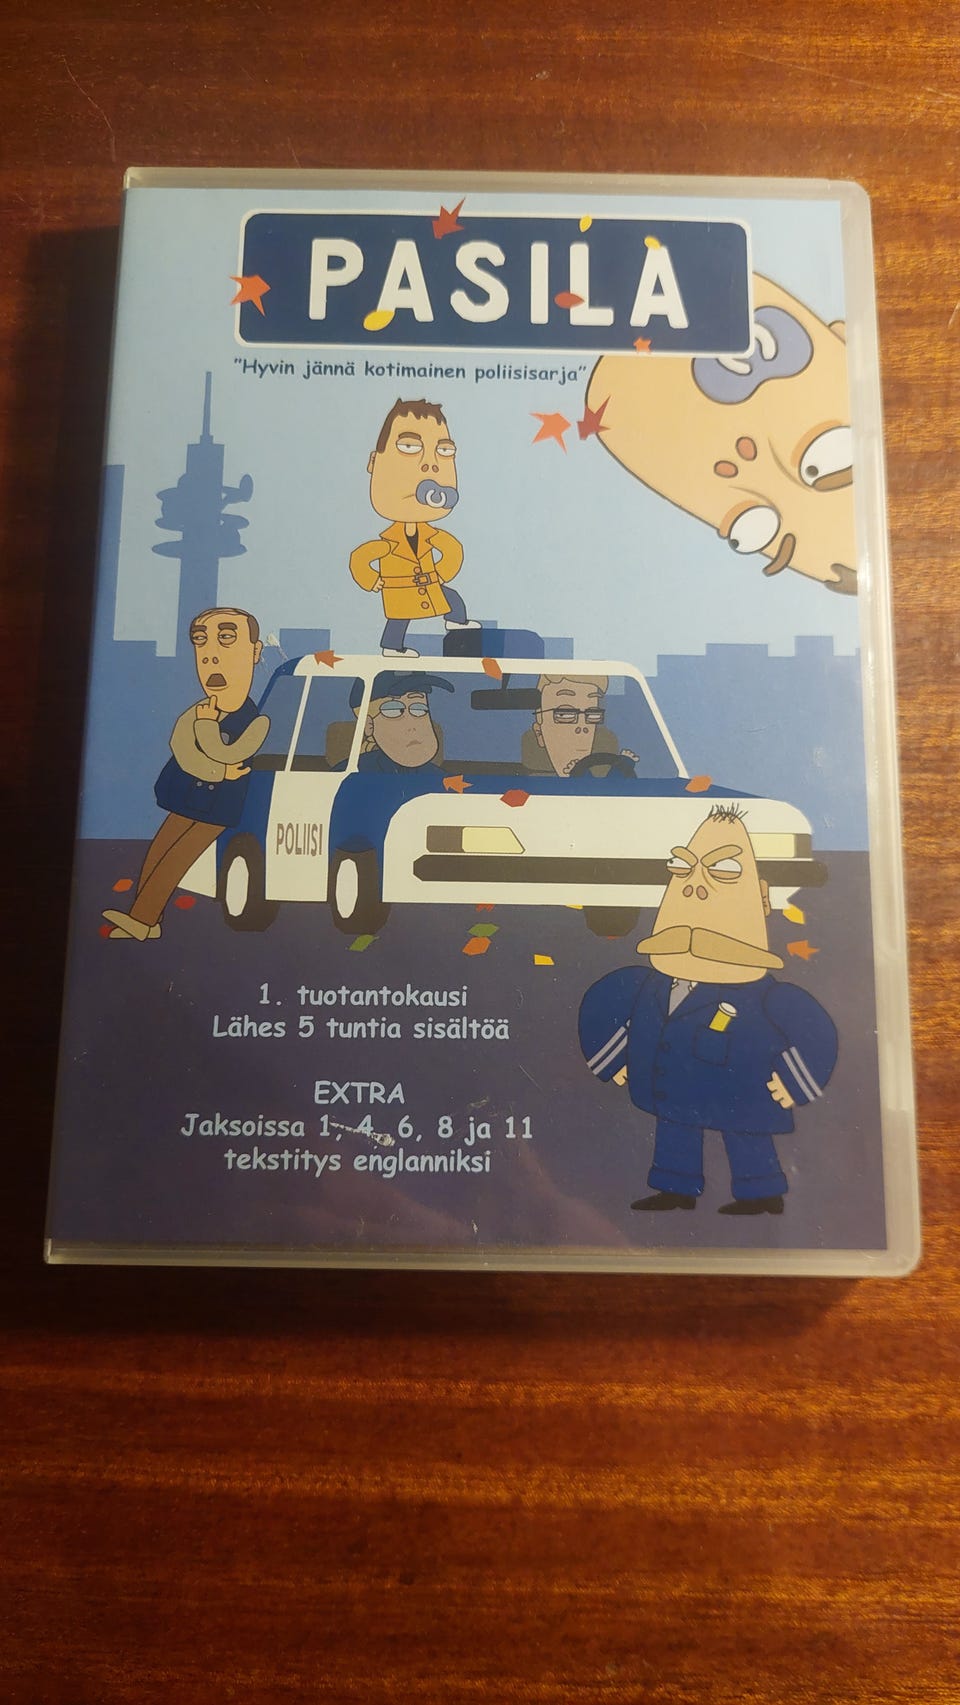 PASILA
"Hyvin jännä kotimainen poliisisarja"
POLIISI
1. tuotantokausi
Lähes 5 tuntia sisältöä
EXTRA
Jaksoissa 1, 4, 6, 8 ja 11
tekstitys englanniksi